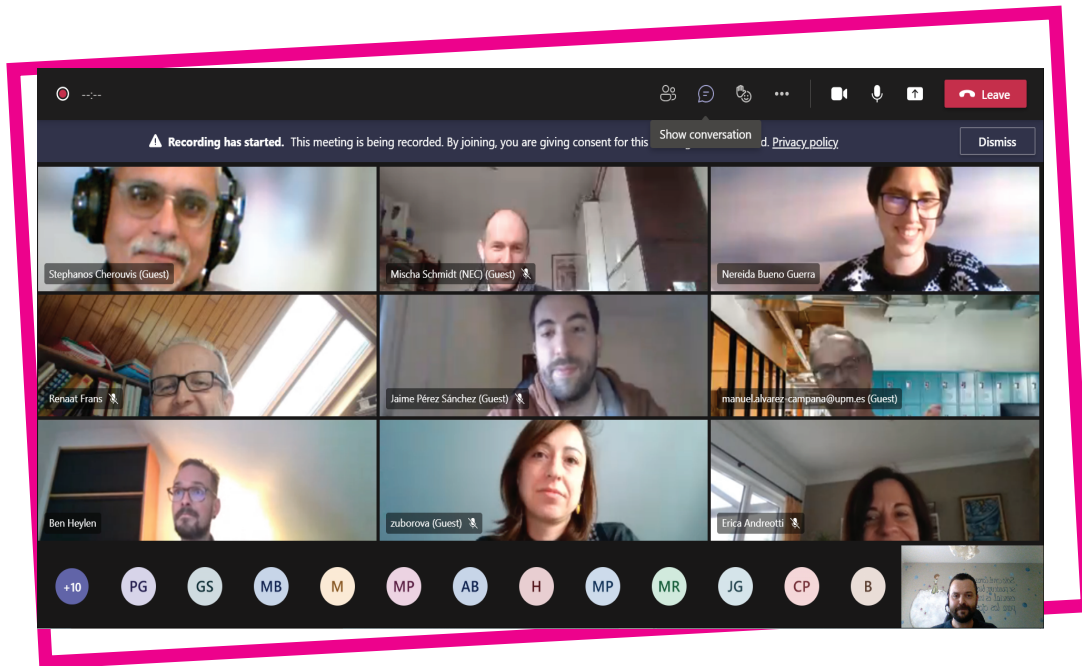 --:--
Leave
Show conversation
Recording has started. This meeting is being recorded. By joining, you are giving consent for this d. Privacy policy
Dismiss
Stephanos Cherouvis (Guest)
Mischa Schmidt (NEC) (Guest)
Nereida Bueno Guerra
Renaat Frans
Jaime Pérez Sánchez (Guest)
manuel.alvarez-campana@upm.es (Guest)
Ben Heylen
zuborova (Guest)
Erica Andreotti
+10 PG GS MB M MP AB H MP MR JG CP B